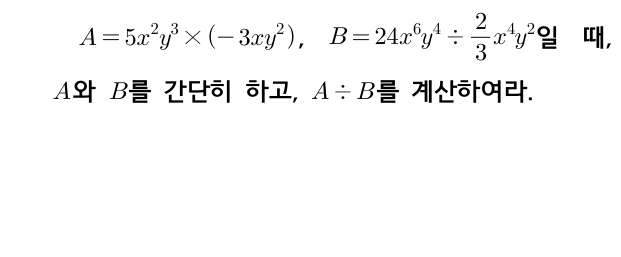 A = 5x²y³ × (−3xy²), B = 24x⁶y⁴ ÷ 2/3 x⁴y²일 때,
A와 B를 간단히 하고, A ÷ B를 계산하여라.